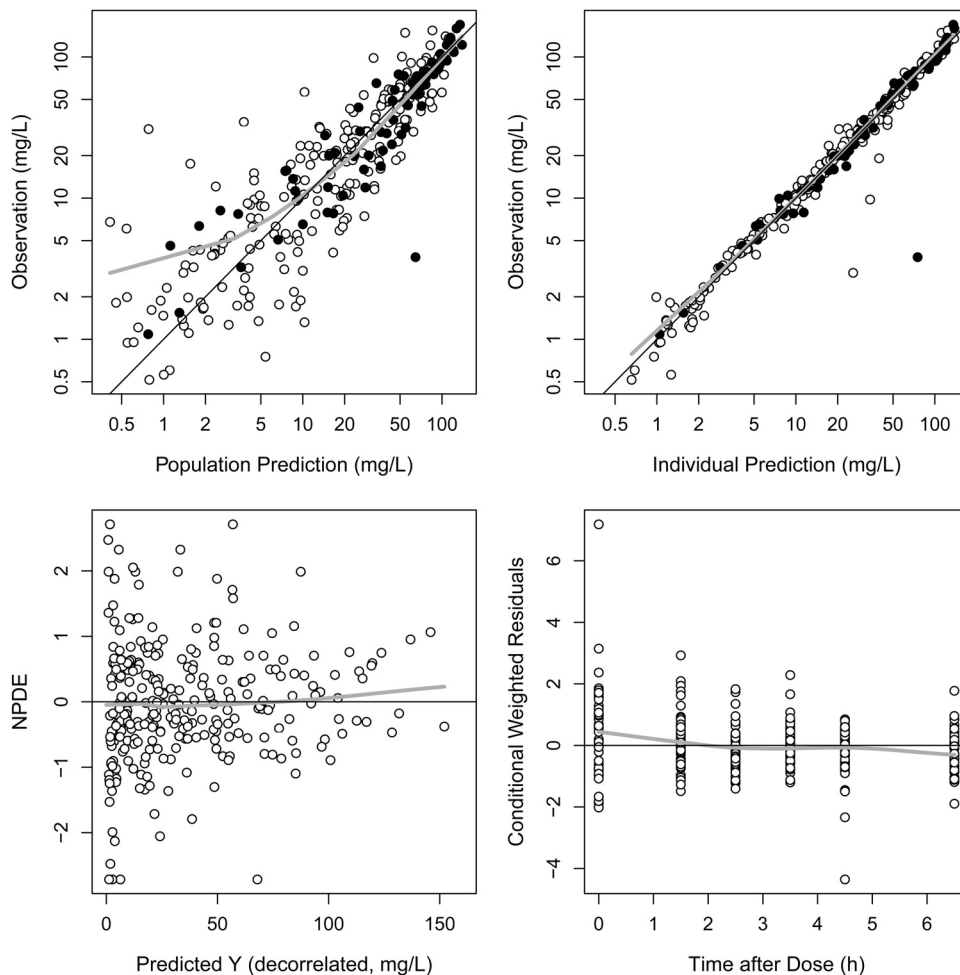 Observation (mg/L)
0.5 1 2 5 10 20 50 100
0.5 1 2 5 10 20 50 100
Population Prediction (mg/L)
Observation (mg/L)
0.5 1 2 5 10 20 50 100
0.5 1 2 5 10 20 50 100
Individual Prediction (mg/L)
NPDE
-2 -1 0 1 2
0 50 100 150
Predicted Y (decorrelated, mg/L)
Conditional Weighted Residuals
-4 -2 0 2 4 6
0 1 2 3 4 5 6
Time after Dose (h)